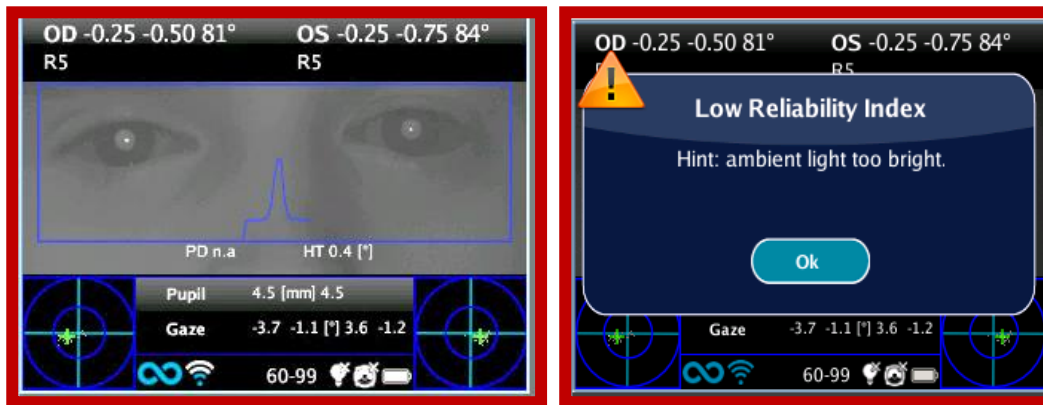 OD -0.25 -0.50 81° OS -0.25 -0.75 84°
R5 R5
PD n.a HT 0.4 [°]
Pupil 4.5 [mm] 4.5
Gaze -3.7 -1.1 [°] 3.6 -1.2
60-99
OD -0.25 -0.50 81° OS -0.25 -0.75 84°
R5
Low Reliability Index
Hint: ambient light too bright.
Ok
Gaze -3.7 -1.1 [°] 3.6 -1.2
60-99